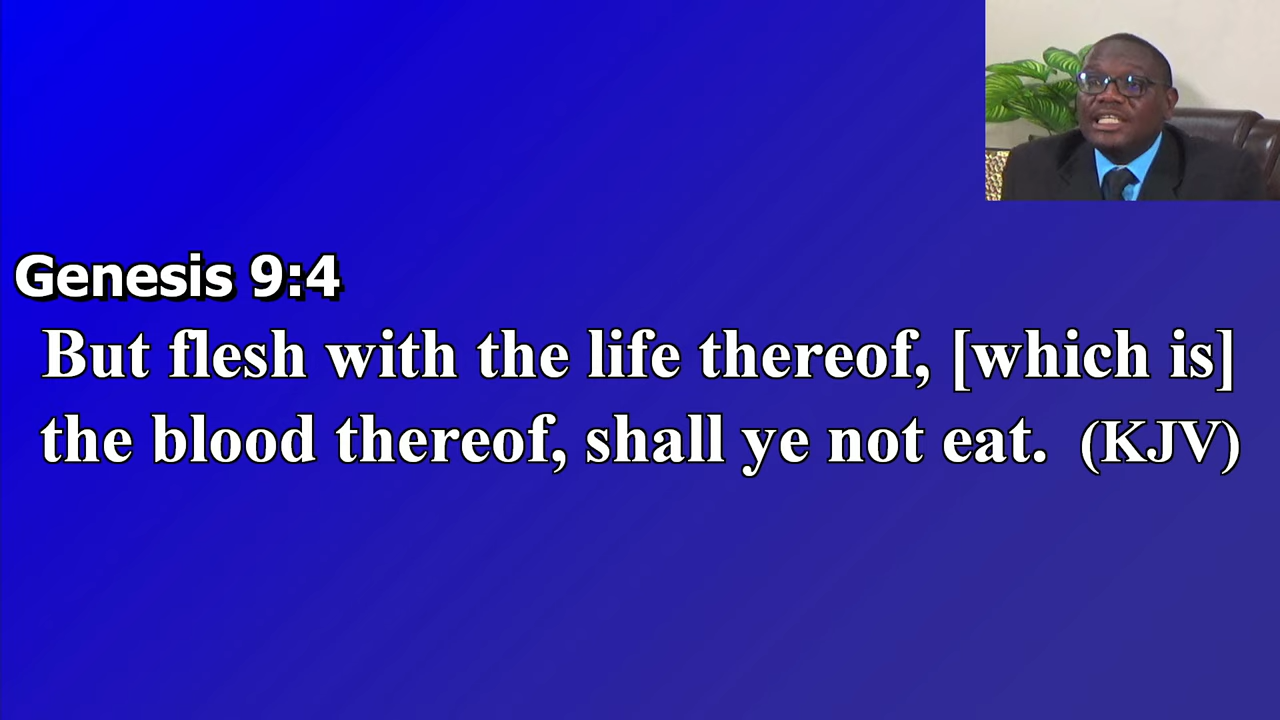 Genesis 9:4
But flesh with the life thereof, [which is]
the blood thereof, shall ye not eat. (KJV)